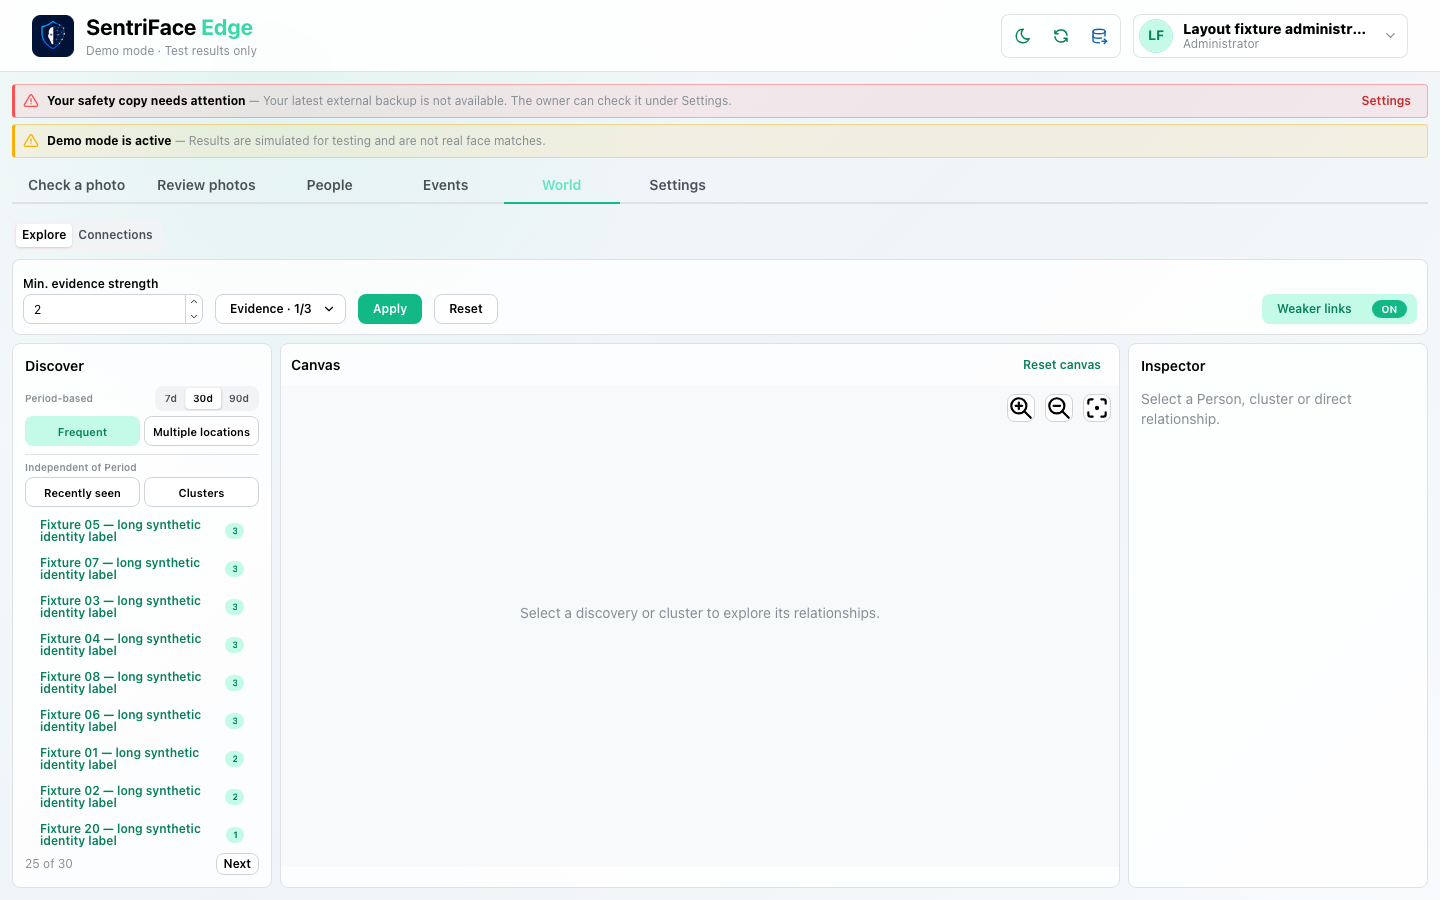 SentriFace Edge
Demo mode · Test results only
LF
Layout fixture administr...
Administrator
Your safety copy needs attention — Your latest external backup is not available. The owner can check it under Settings.
Settings
Demo mode is active — Results are simulated for testing and are not real face matches.
Check a photo
Review photos
People
Events
World
Settings
Explore
Connections
Min. evidence strength
2
Evidence · 1/3
Apply
Reset
Weaker links
ON
Discover
Period-based
7d
30d
90d
Frequent
Multiple locations
Independent of Period
Recently seen
Clusters
Fixture 05 — long synthetic
identity label
3
Fixture 07 — long synthetic
identity label
3
Fixture 03 — long synthetic
identity label
3
Fixture 04 — long synthetic
identity label
3
Fixture 08 — long synthetic
identity label
3
Fixture 06 — long synthetic
identity label
3
Fixture 01 — long synthetic
identity label
2
Fixture 02 — long synthetic
identity label
2
Fixture 20 — long synthetic
identity label
1
25 of 30
Next
Canvas
Reset canvas
Select a discovery or cluster to explore its relationships.
Inspector
Select a Person, cluster or direct
relationship.